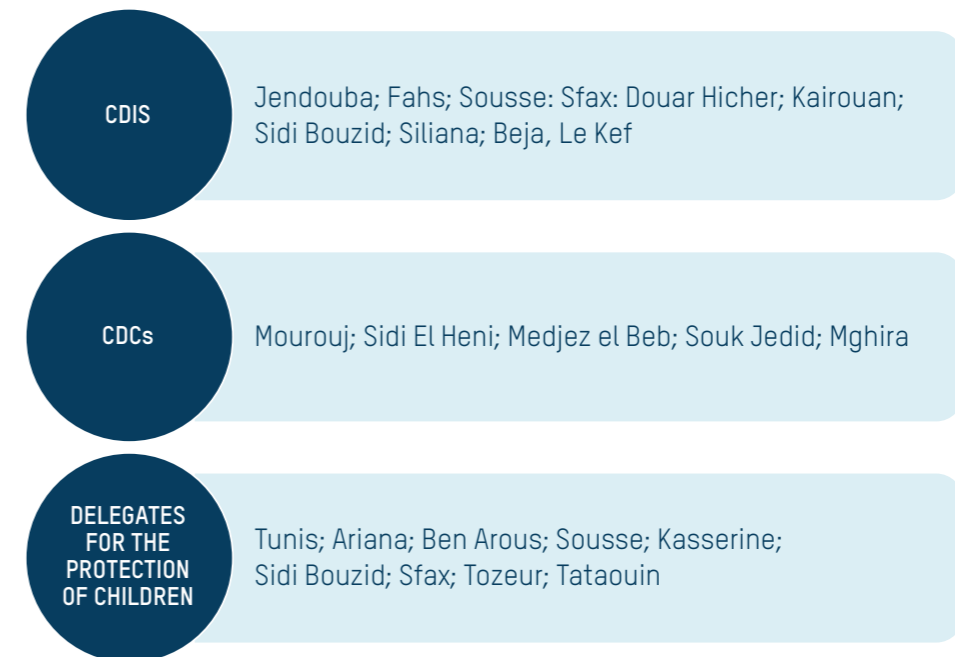 CDIS
Jendouba; Fahs; Sousse: Sfax: Douar Hicher; Kairouan;
Sidi Bouzid; Siliana; Beja, Le Kef
CDCs
Mourouj; Sidi El Heni; Medjez el Beb; Souk Jedid; Mghira
DELEGATES
FOR THE
PROTECTION
OF CHILDREN
Tunis; Ariana; Ben Arous; Sousse; Kasserine;
Sidi Bouzid; Sfax; Tozeur; Tataouin